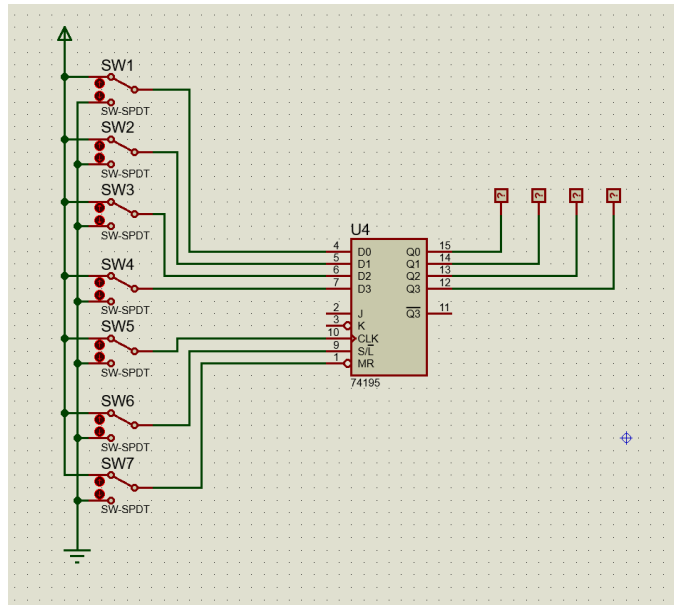 SW1
SW-SPDT
SW2
SW-SPDT
SW3
SW-SPDT
SW4
SW-SPDT
SW5
SW-SPDT
SW6
SW-SPDT
SW7
SW-SPDT
? ? ? ?
U4
4 D0 Q0 15
5 D1 Q1 14
6 D2 Q2 13
7 D3 Q3 12
2 J Q3 11
3 K
10 CLK
9 S/L
1 MR
74195